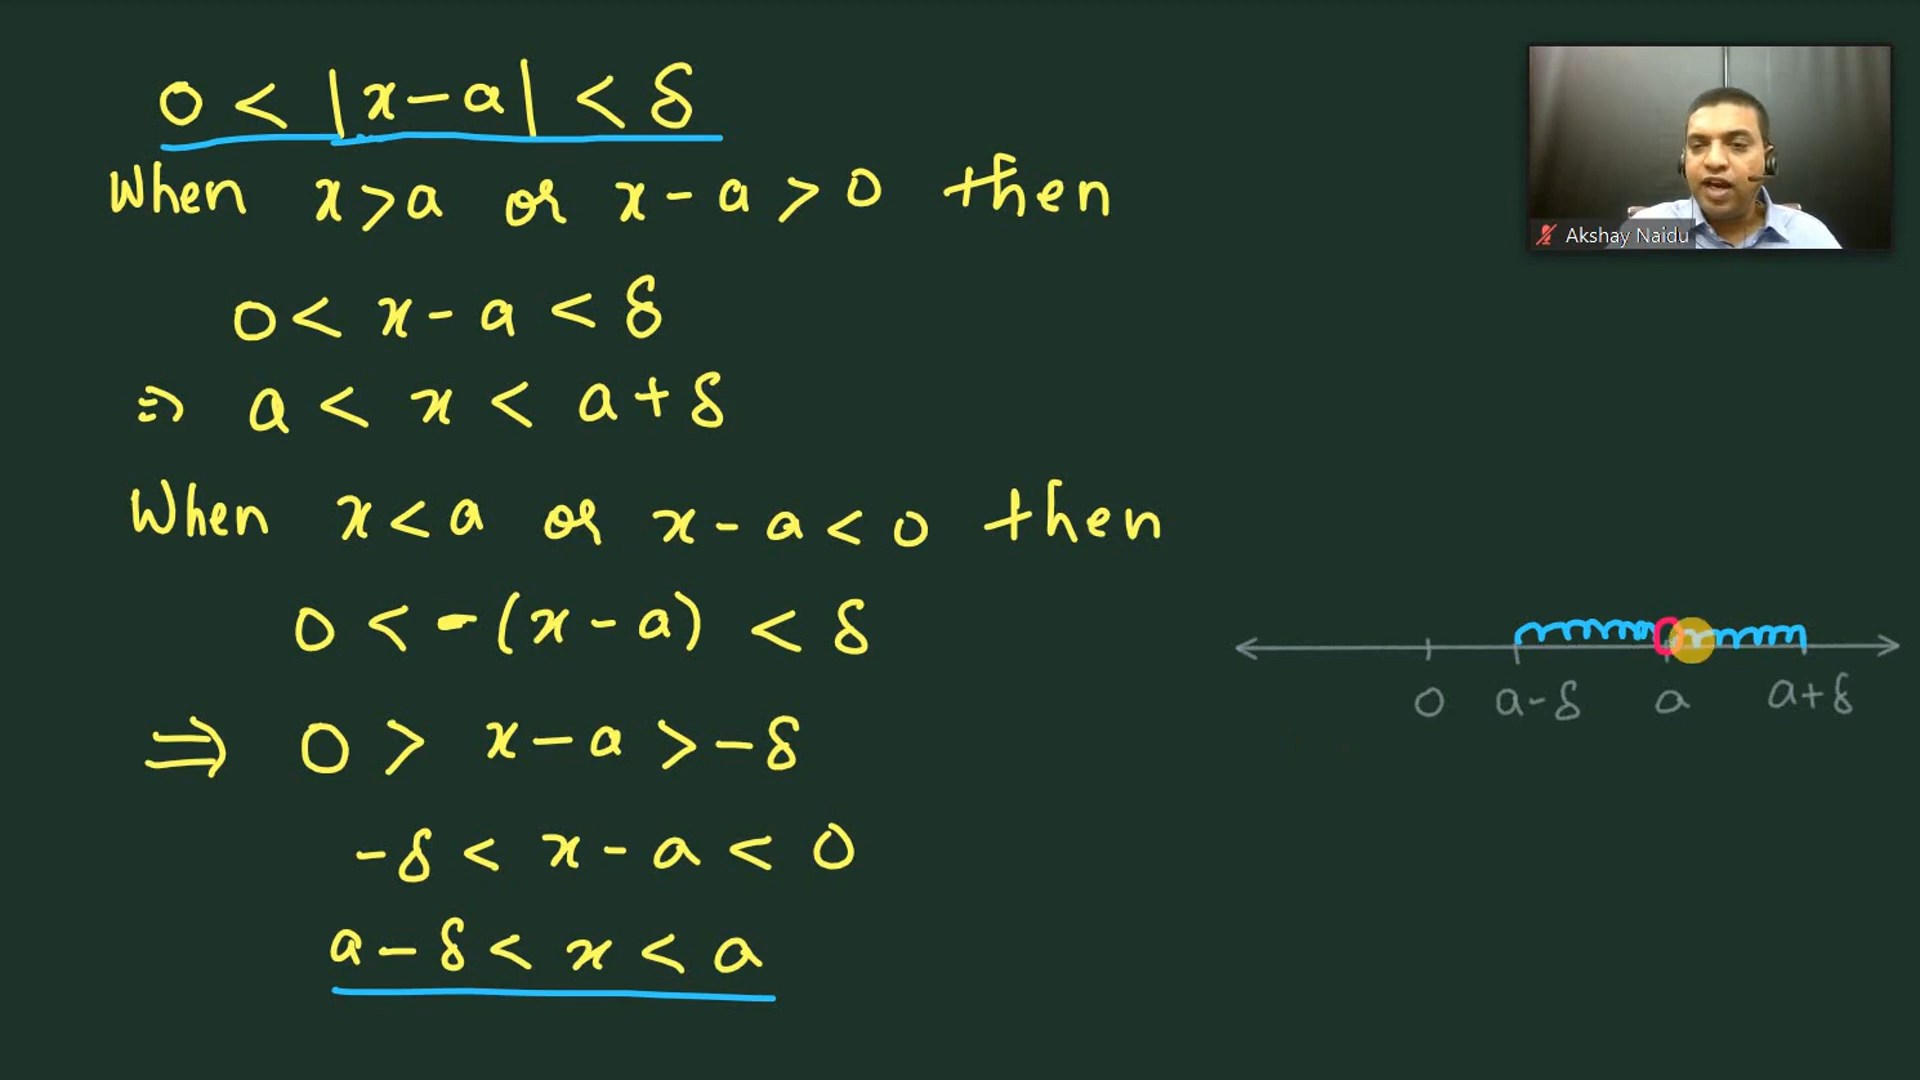 0 < |x-a| < δ
When x>a or x-a>0 then
0 < x-a < δ
⇒ a < x < a+δ
When x<a or x-a<0 then
0 < -(x-a) < δ
⇒ 0 > x-a > -δ
-δ < x-a < 0
a-δ < x < a
Akshay Naidu
0 a-δ a a+δ